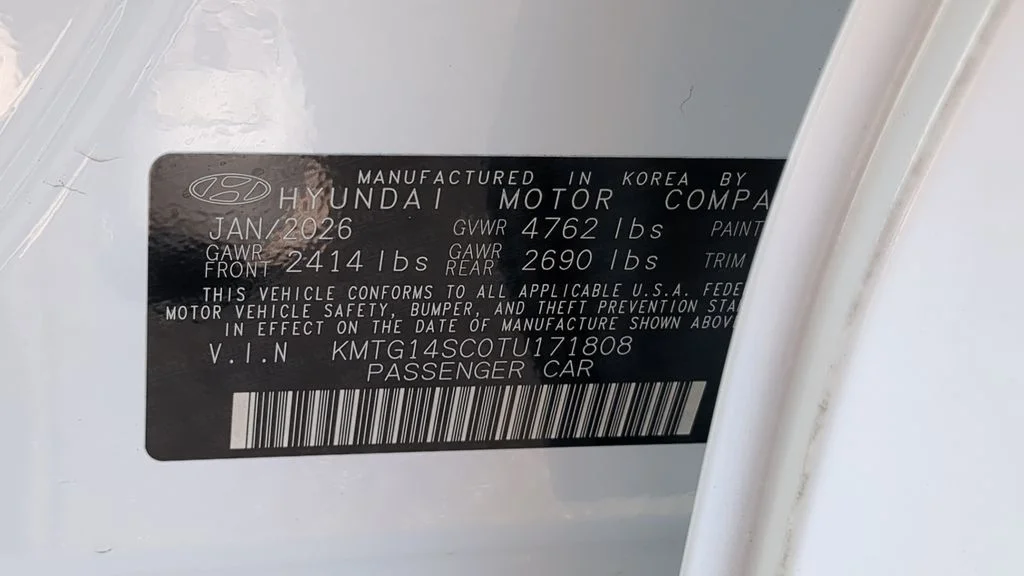 MANUFACTURED IN KOREA BY
HYUNDAI MOTOR COMPA
JAN/2026 GVWR 4762 lbs PAINT
GAWR FRONT 2414 lbs GAWR REAR 2690 lbs TRIM
THIS VEHICLE CONFORMS TO ALL APPLICABLE U.S.A. FEDE
MOTOR VEHICLE SAFETY, BUMPER, AND THEFT PREVENTION STA
IN EFFECT ON THE DATE OF MANUFACTURE SHOWN ABOV
V.I.N KMTG14SC0TU171808
PASSENGER CAR